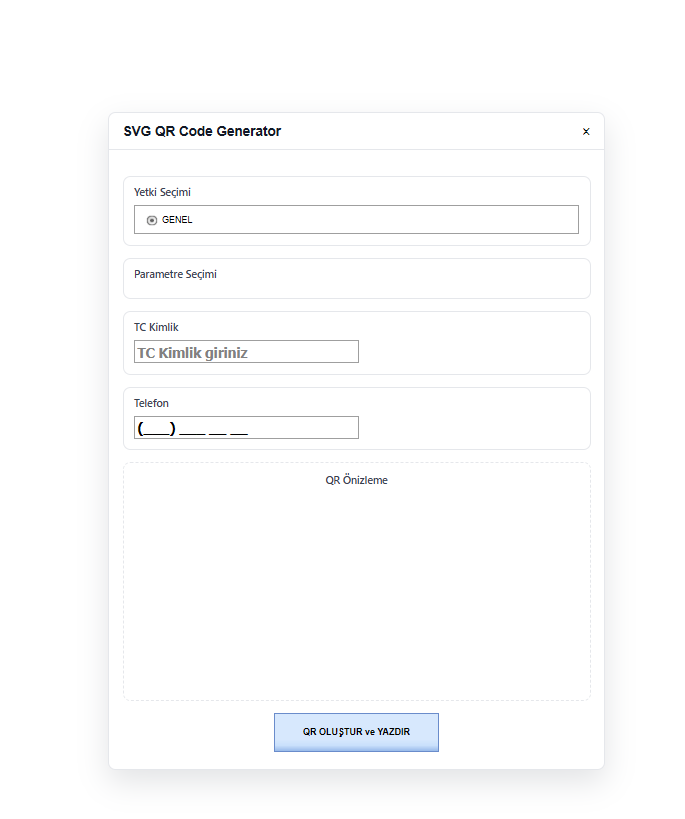 SVG QR Code Generator ×
Yetki Seçimi
GENEL
Parametre Seçimi
TC Kimlik
TC Kimlik giriniz
Telefon
(___) ___ __ __
QR Önizleme
QR OLUŞTUR ve YAZDIR